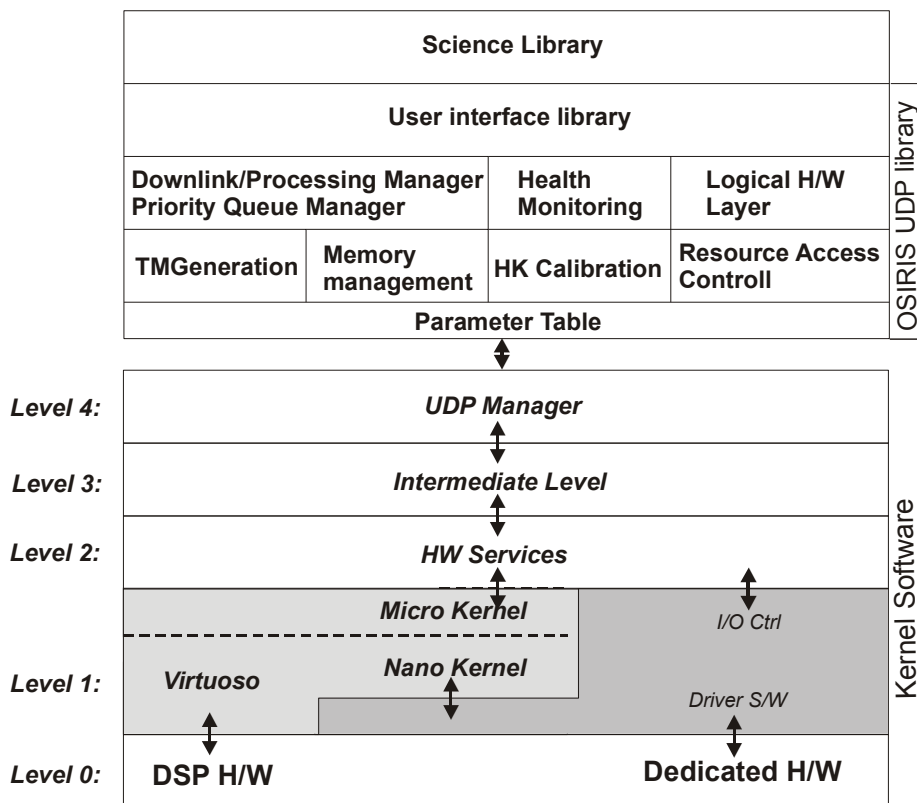 Science Library
User interface library
Downlink/Processing Manager
Priority Queue Manager
Health
Monitoring
Logical H/W
Layer
TMGeneration
Memory
management
HK Calibration
Resource Access
Controll
Parameter Table
OSIRIS UDP library
Level 4:
UDP Manager
Level 3:
Intermediate Level
Level 2:
HW Services
Micro Kernel
I/O Ctrl
Level 1:
Virtuoso
Nano Kernel
Driver S/W
Level 0:
DSP H/W
Dedicated H/W
Kernel Software